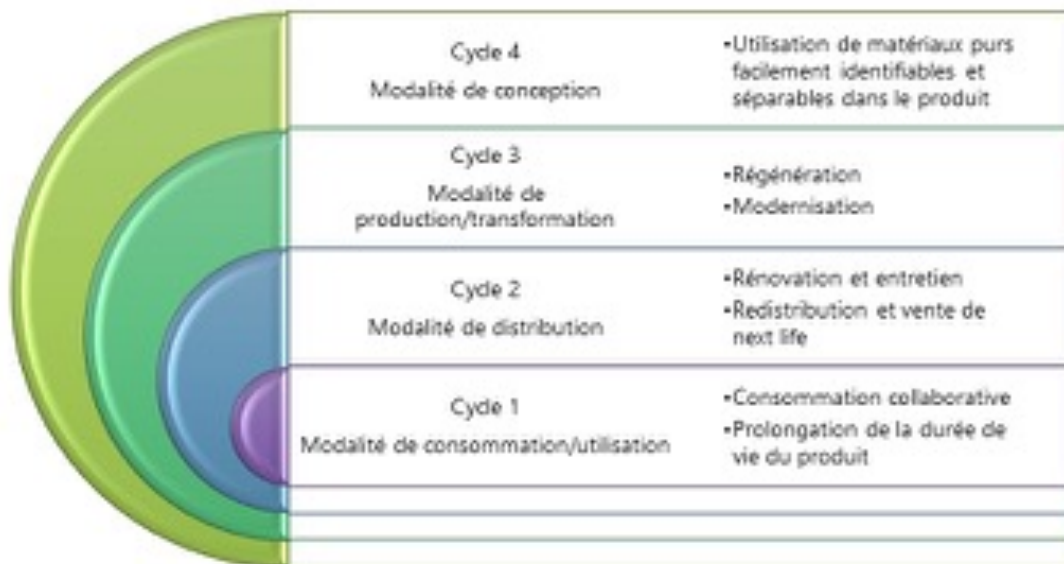 Cycle 4
Modalité de conception
•Utilisation de matériaux purs
facilement identifiables et
séparables dans le produit
Cycle 3
Modalité de
production/transformation
•Régénération
•Modernisation
Cycle 2
Modalité de distribution
•Rénovation et entretien
•Redistribution et vente de
next life
Cycle 1
Modalité de consommation/utilisation
•Consommation collaborative
•Prolongation de la durée de
vie du produit